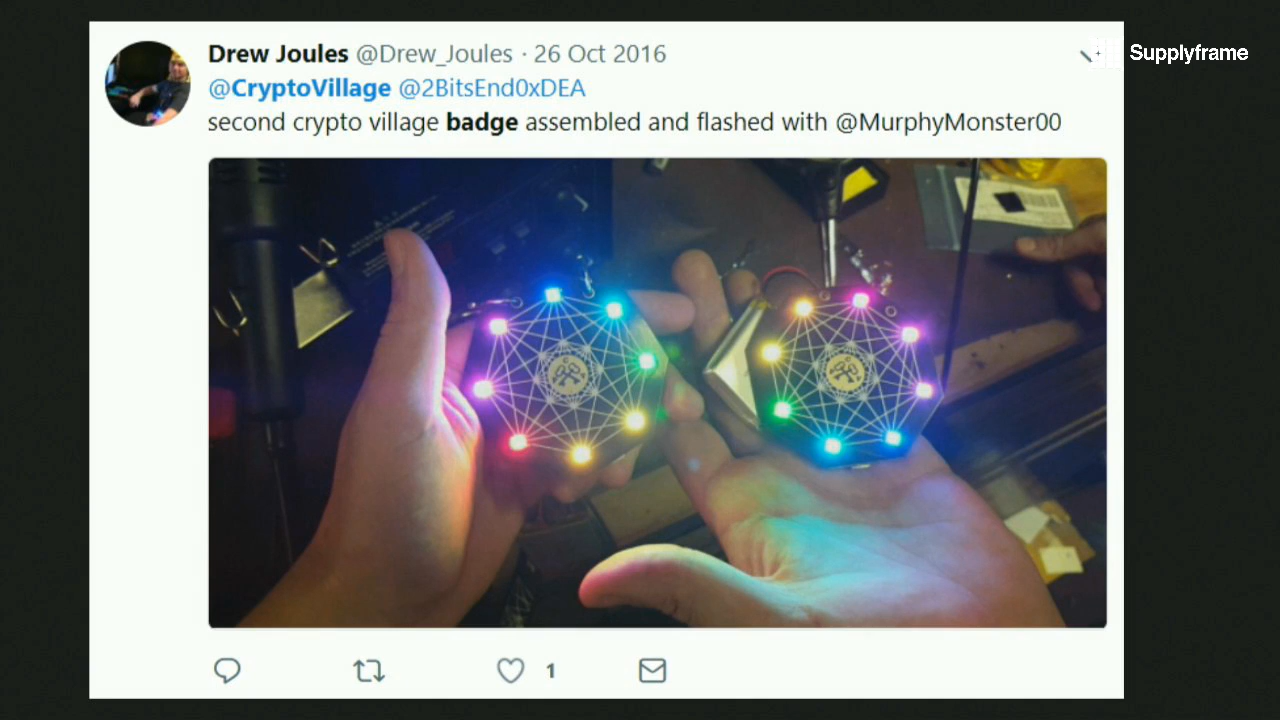 Drew Joules @Drew_Joules · 26 Oct 2016
@CryptoVillage @2BitsEnd0xDEA
second crypto village badge assembled and flashed with @MurphyMonster00
1
Supplyframe